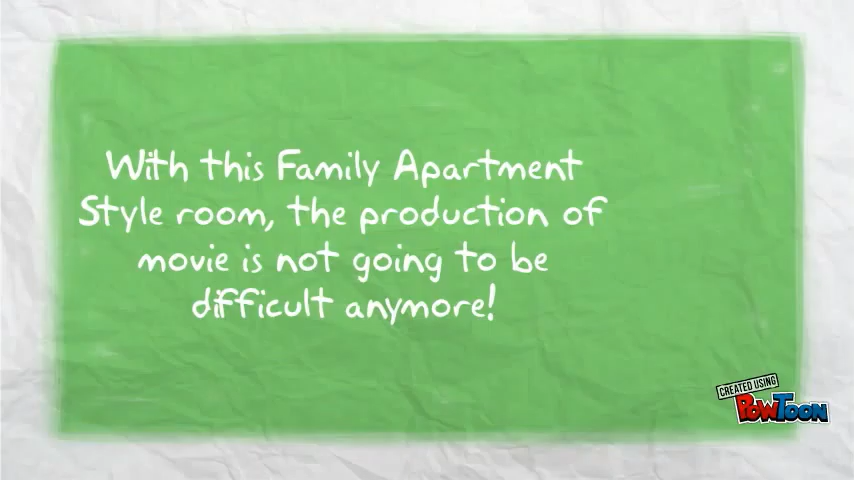 With this Family Apartment
Style room, the production of
movie is not going to be
difficult anymore!
CREATED USING
POWTOON